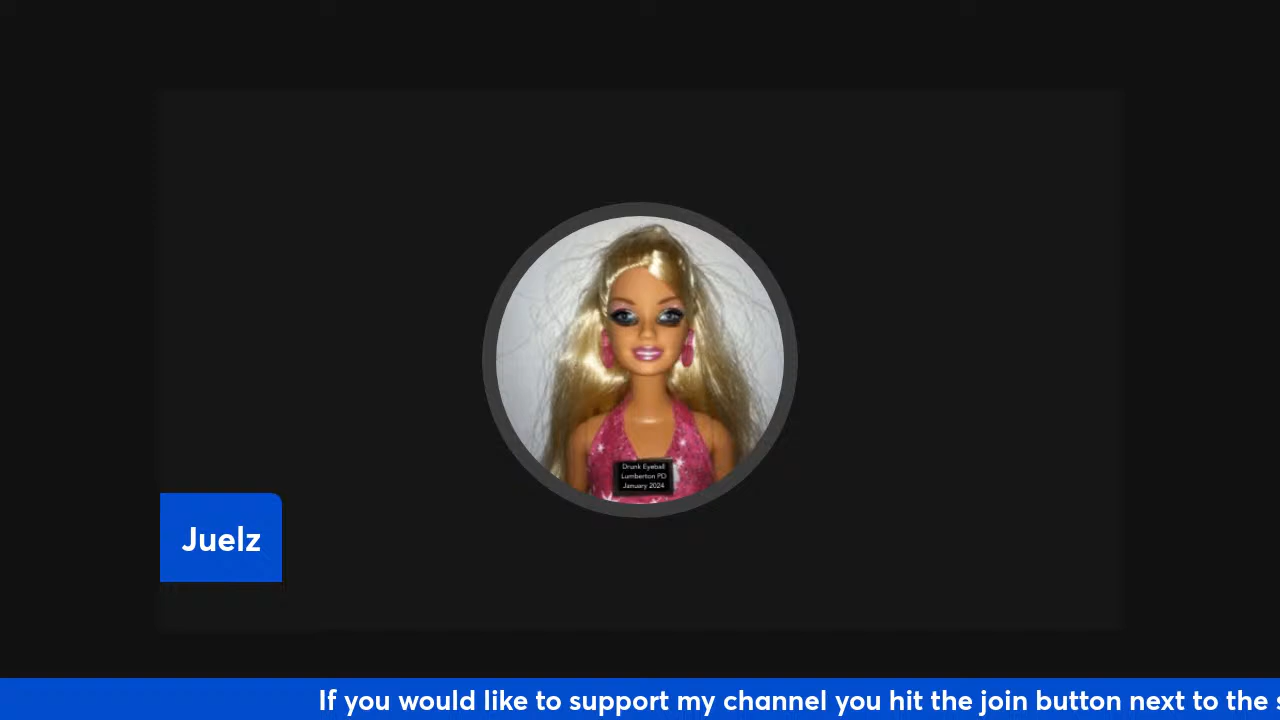 Drunk Eyeball
Lumberton PD
January 2024
Juelz
If you would like to support my channel you hit the join button next to the s